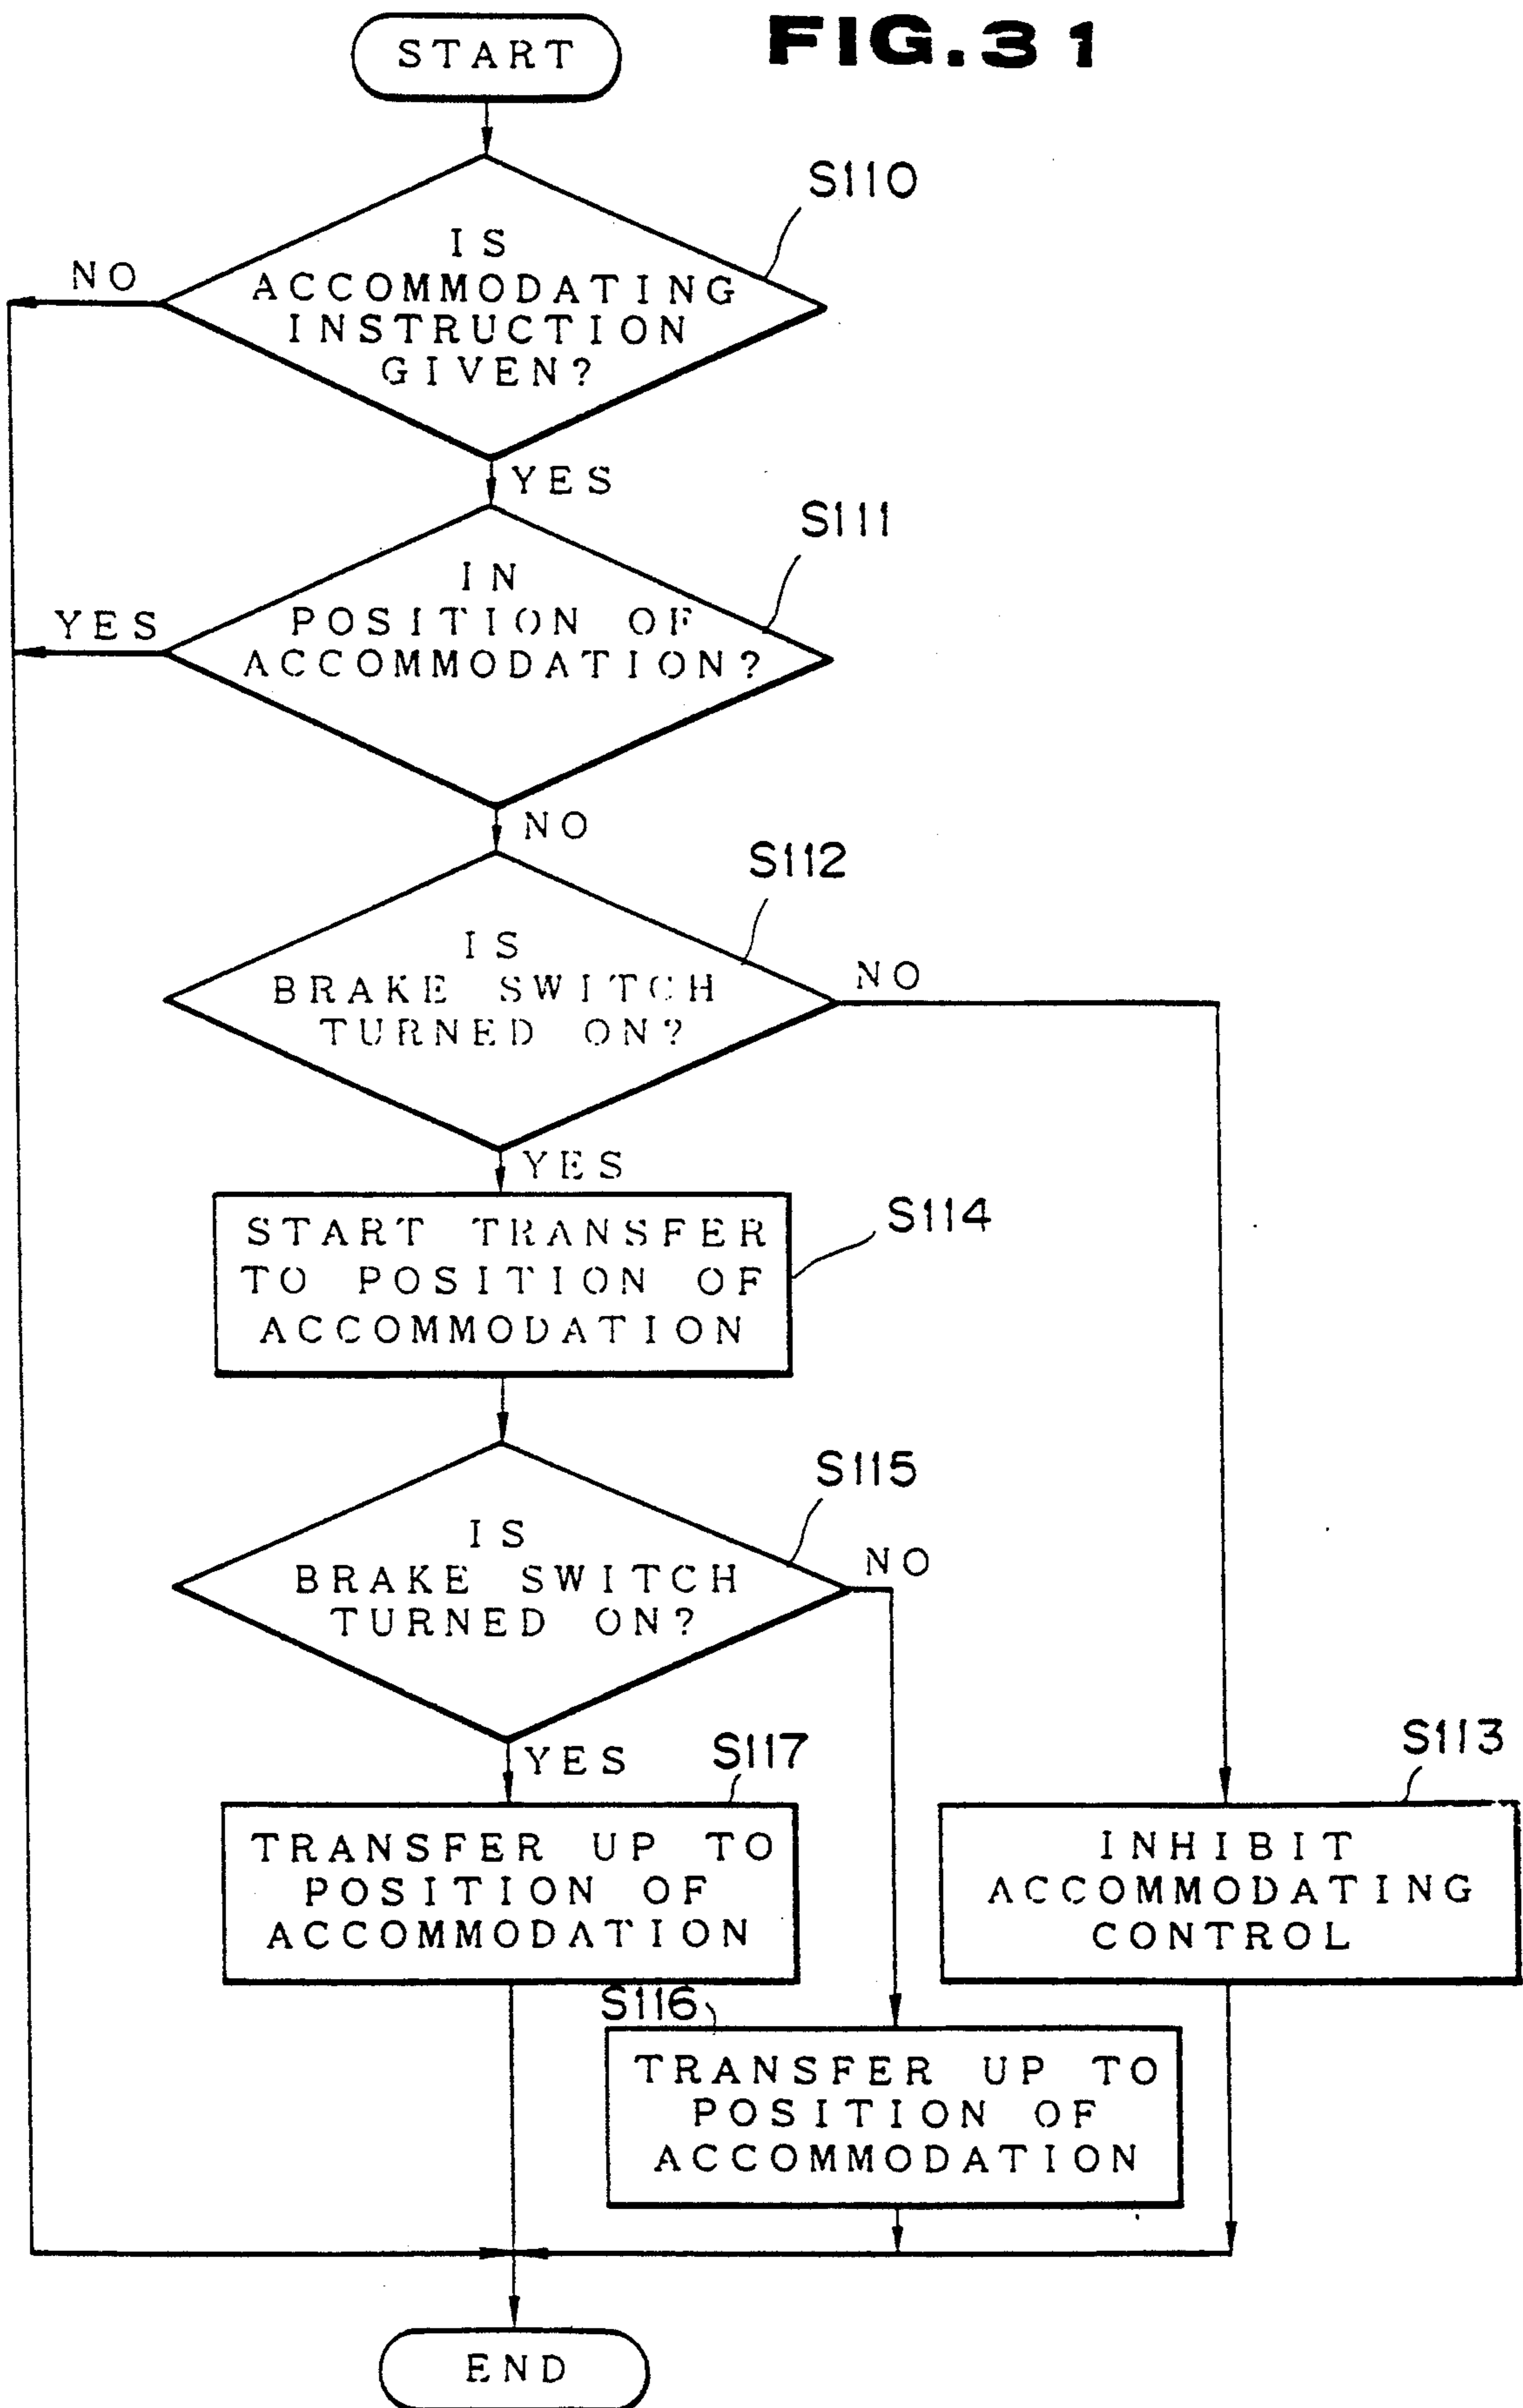 FIG.31
START
S110
IS
ACCOMMODATING
INSTRUCTION
GIVEN?
NO
YES
S111
IN
POSITION OF
ACCOMMODATION?
YES
NO
S112
IS
BRAKE SWITCH
TURNED ON?
NO
YES
S114
START TRANSFER
TO POSITION OF
ACCOMMODATION
S115
IS
BRAKE SWITCH
TURNED ON?
NO
YES
S117
S113
TRANSFER UP TO
POSITION OF
ACCOMMODATION
INHIBIT
ACCOMMODATING
CONTROL
S116
TRANSFER UP TO
POSITION OF
ACCOMMODATION
END